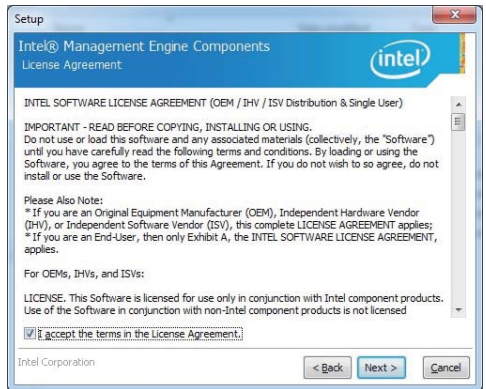 Setup
Intel® Management Engine Components
License Agreement
intel
INTEL SOFTWARE LICENSE AGREEMENT (OEM / IHV / ISV Distribution & Single User)
IMPORTANT - READ BEFORE COPYING, INSTALLING OR USING.
Do not use or load this software and any associated materials (collectively, the "Software")
until you have carefully read the following terms and conditions. By loading or using the
Software, you agree to the terms of this Agreement. If you do not wish to so agree, do not
install or use the Software.
Please Also Note:
* If you are an Original Equipment Manufacturer (OEM), Independent Hardware Vendor
(IHV), or Independent Software Vendor (ISV), this complete LICENSE AGREEMENT applies;
* If you are an End-User, then only Exhibit A, the INTEL SOFTWARE LICENSE AGREEMENT,
applies.
For OEMs, IHVs, and ISVs:
LICENSE. This Software is licensed for use only in conjunction with Intel component products.
Use of the Software in conjunction with non-Intel component products is not licensed
I accept the terms in the License Agreement.
Intel Corporation
< Back
Next >
Cancel